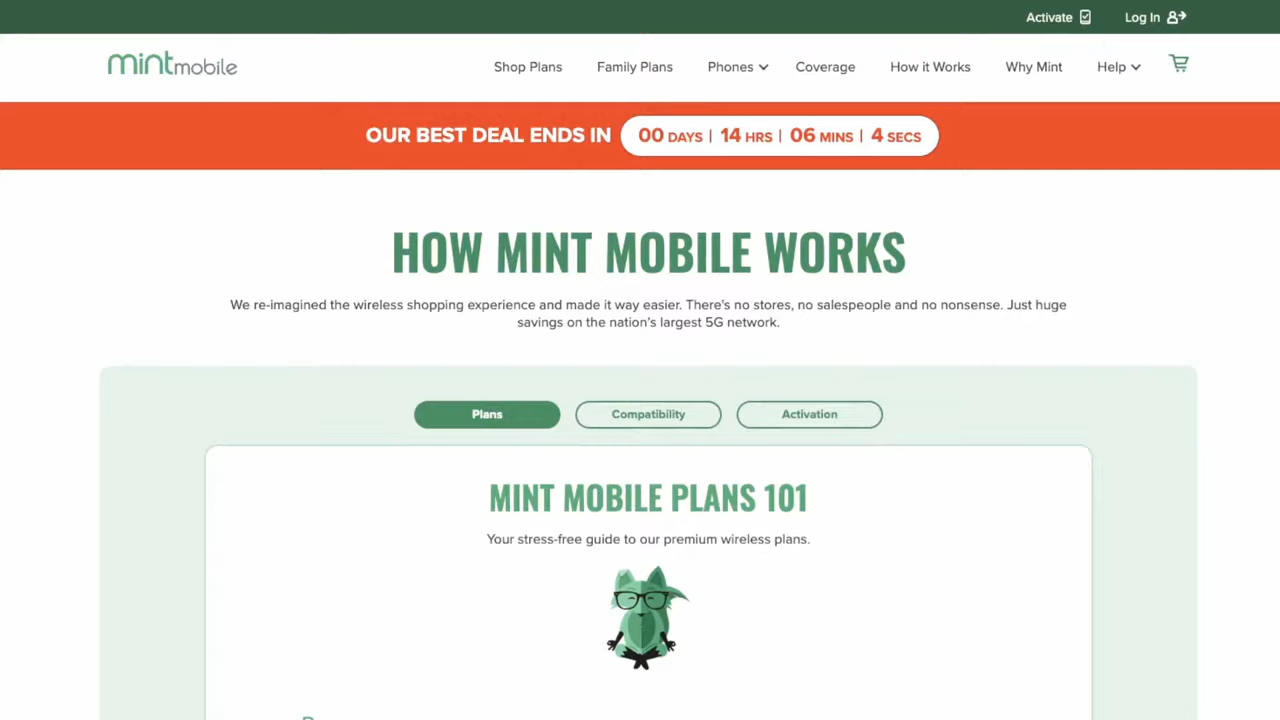 Activate
Log In
mintmobile
Shop Plans
Family Plans
Phones
Coverage
How it Works
Why Mint
Help
OUR BEST DEAL ENDS IN 00 DAYS | 14 HRS | 06 MINS | 4 SECS
HOW MINT MOBILE WORKS
We re-imagined the wireless shopping experience and made it way easier. There's no stores, no salespeople and no nonsense. Just huge
savings on the nation's largest 5G network.
Plans
Compatibility
Activation
MINT MOBILE PLANS 101
Your stress-free guide to our premium wireless plans.